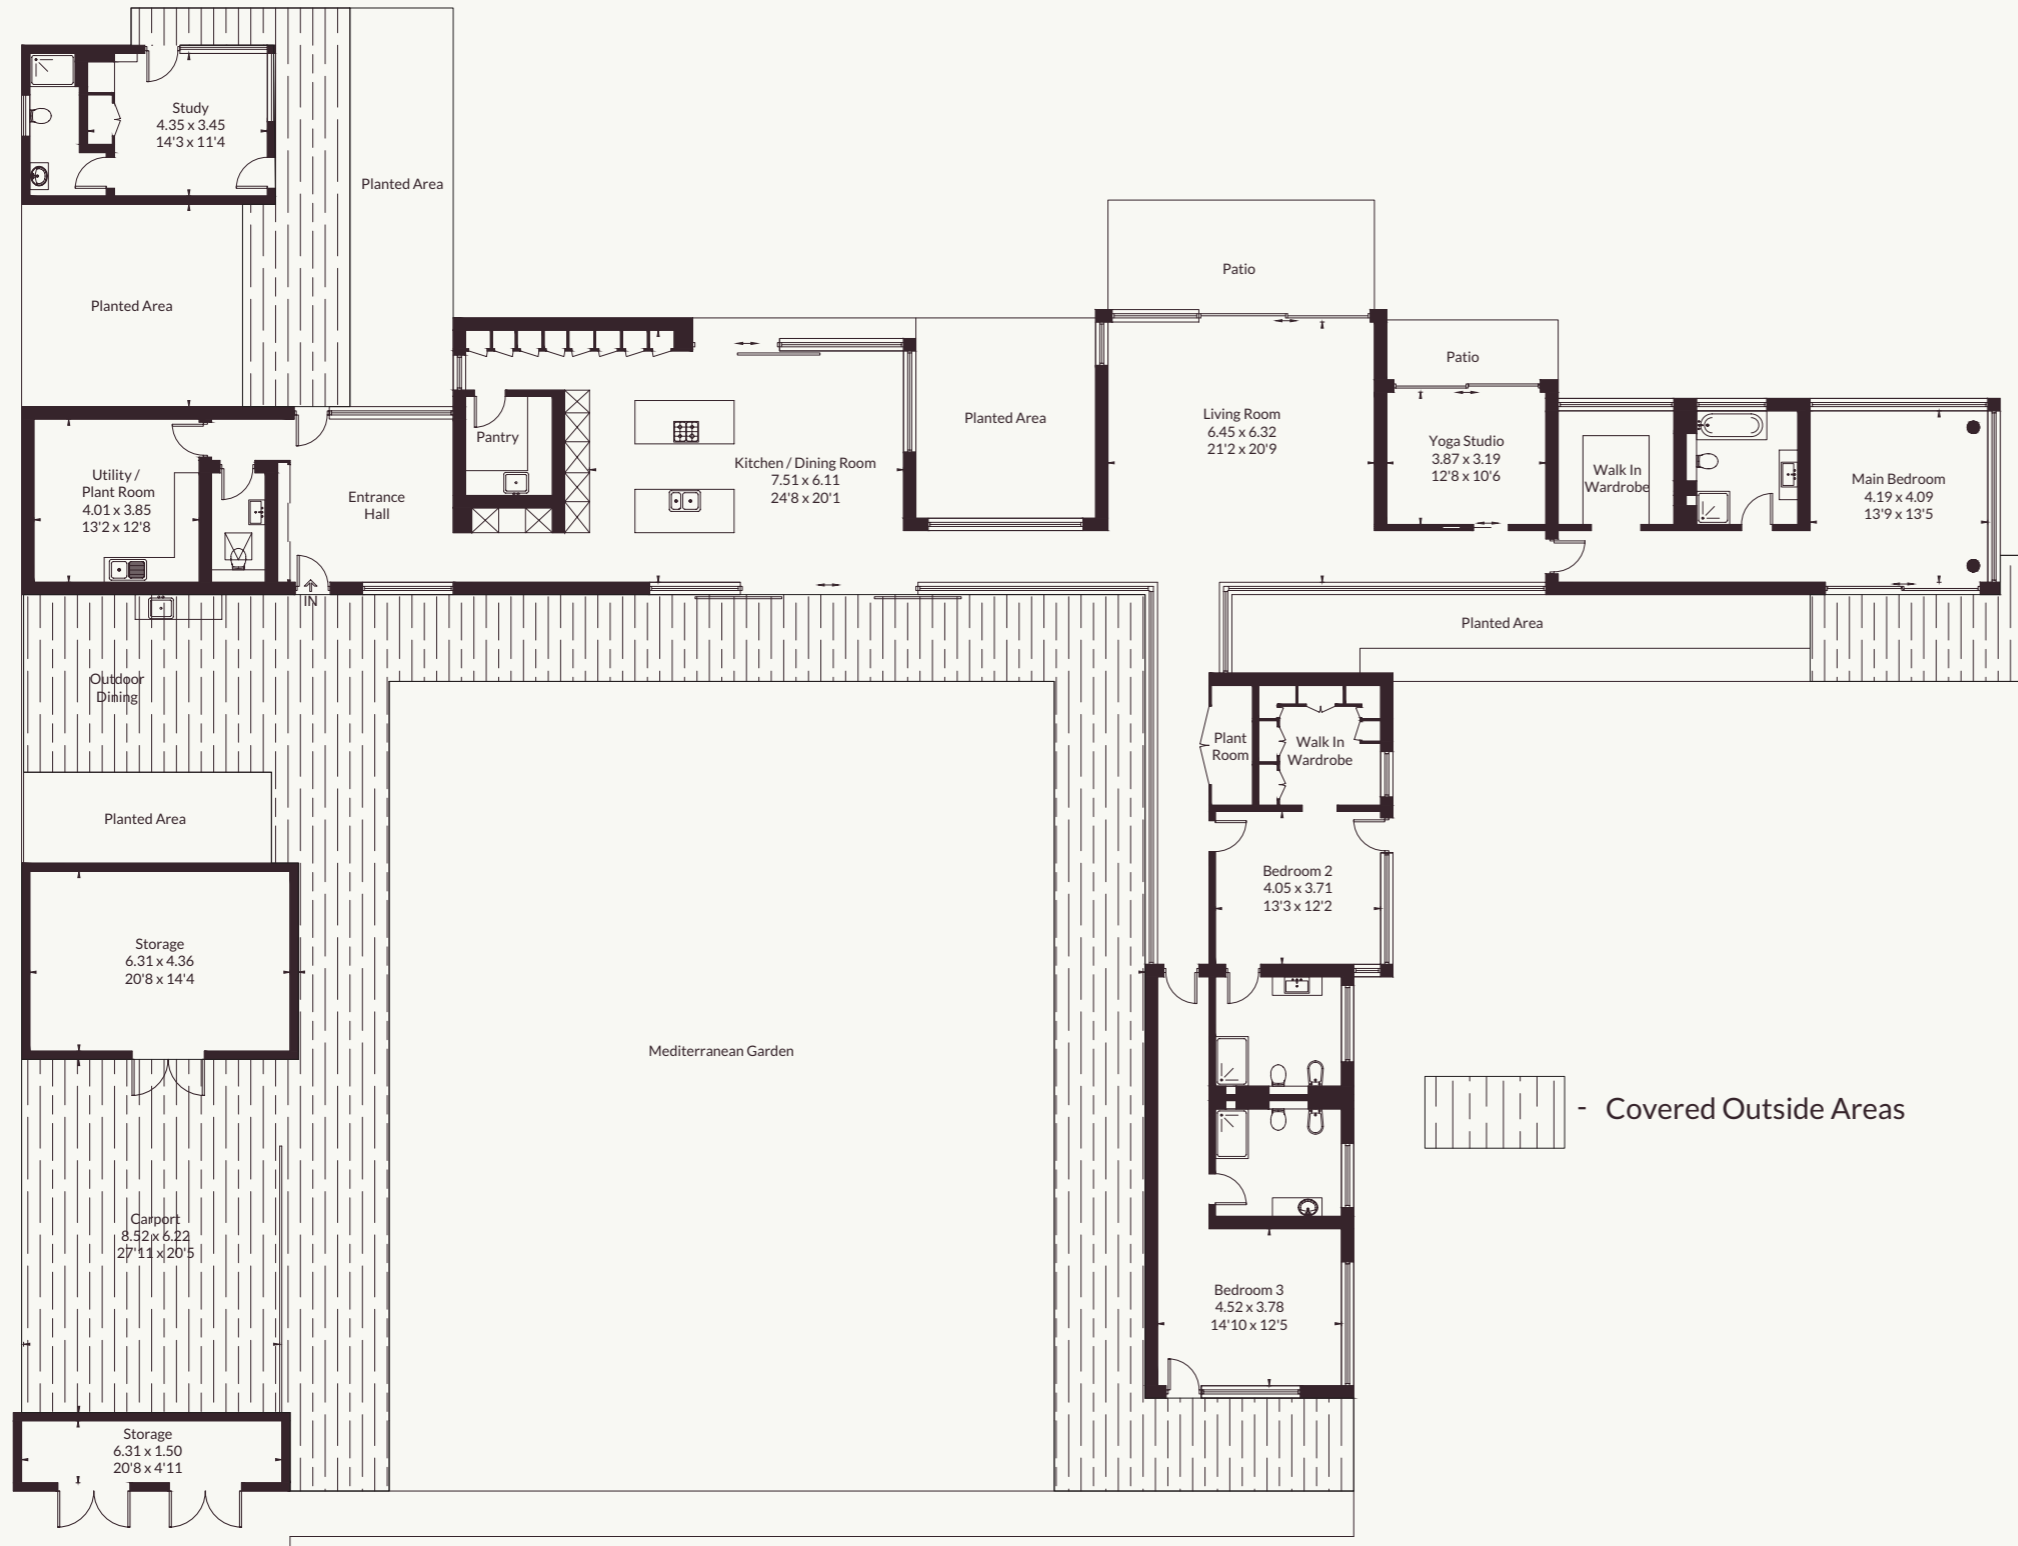 Study
4.35 x 3.45
14'3 x 11'4
Planted Area
Planted Area
Patio
Patio
Planted Area
Living Room
6.45 x 6.32
21'2 x 20'9
Pantry
Kitchen / Dining Room
7.51 x 6.11
24'8 x 20'1
Yoga Studio
3.87 x 3.19
12'8 x 10'6
Walk In
Wardrobe
Main Bedroom
4.19 x 4.09
13'9 x 13'5
Utility /
Plant Room
4.01 x 3.85
13'2 x 12'8
Entrance
Hall
IN
Planted Area
Outdoor
Dining
Plant
Room
Walk In
Wardrobe
Planted Area
Bedroom 2
4.05 x 3.71
13'3 x 12'2
Storage
6.31 x 4.36
20'8 x 14'4
Mediterranean Garden
- Covered Outside Areas
Carport
8.52 x 6.22
27'11 x 20'5
Bedroom 3
4.52 x 3.78
14'10 x 12'5
Storage
6.31 x 1.50
20'8 x 4'11